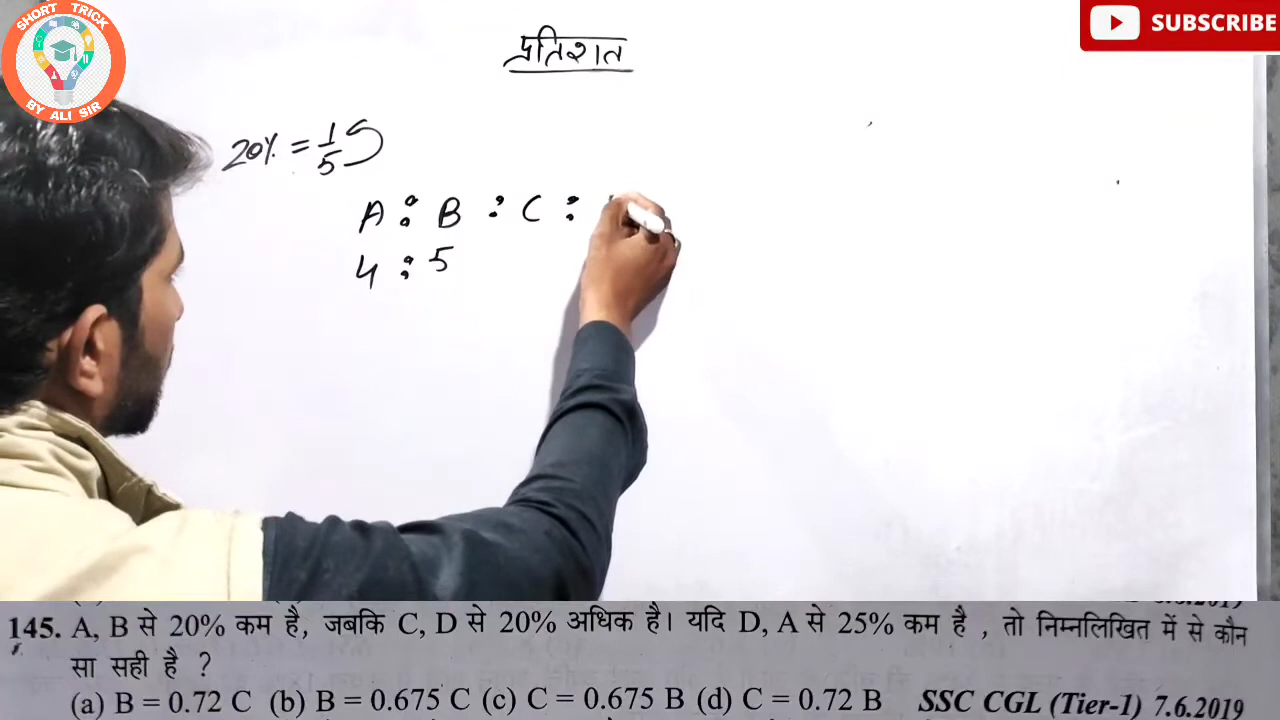 SHORT TRICK
BY ALI SIR
SUBSCRIBE
प्रतिशत
20% = 1/5
A : B : C :
4 : 5
145. A, B से 20% कम है, जबकि C, D से 20% अधिक है। यदि D, A से 25% कम है , तो निम्नलिखित में से कौन
सा सही है ?
(a) B = 0.72 C (b) B = 0.675 C (c) C = 0.675 B (d) C = 0.72 B SSC CGL (Tier-1) 7.6.2019